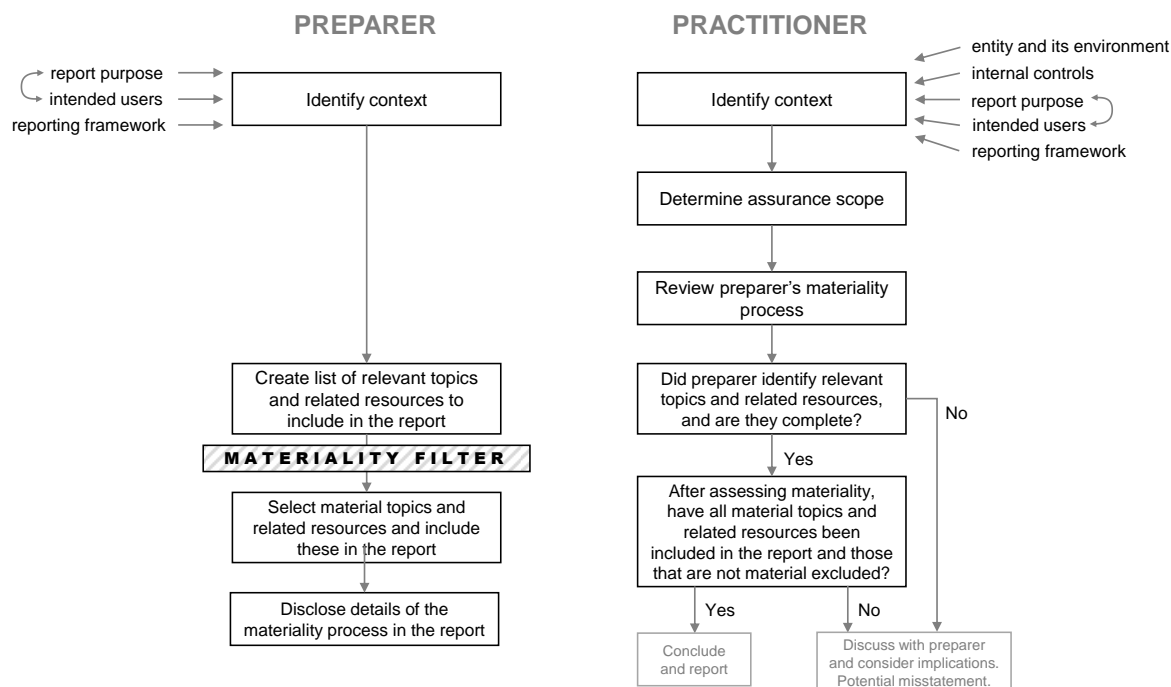 PREPARER
report purpose
intended users
reporting framework
Identify context
Create list of relevant topics
and related resources to
include in the report
MATERIALITY FILTER
Select material topics and
related resources and include
these in the report
Disclose details of the
materiality process in the report
PRACTITIONER
entity and its environment
internal controls
report purpose
intended users
reporting framework
Identify context
Determine assurance scope
Review preparer’s materiality
process
Did preparer identify relevant
topics and related resources,
and are they complete?
No
Yes
After assessing materiality,
have all material topics and
related resources been
included in the report and those
that are not material excluded?
Yes
No
Conclude
and report
Discuss with preparer
and consider implications.
Potential misstatement.